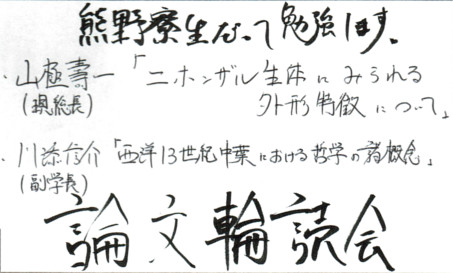 熊野寮生だって勉強します。
・山極壽一「ニホンザル生体にみられる
(現総長)
外形特徴について」
・川添信介「西洋13世紀中葉における哲学の諸概念」
(副学長)
論文輪読会